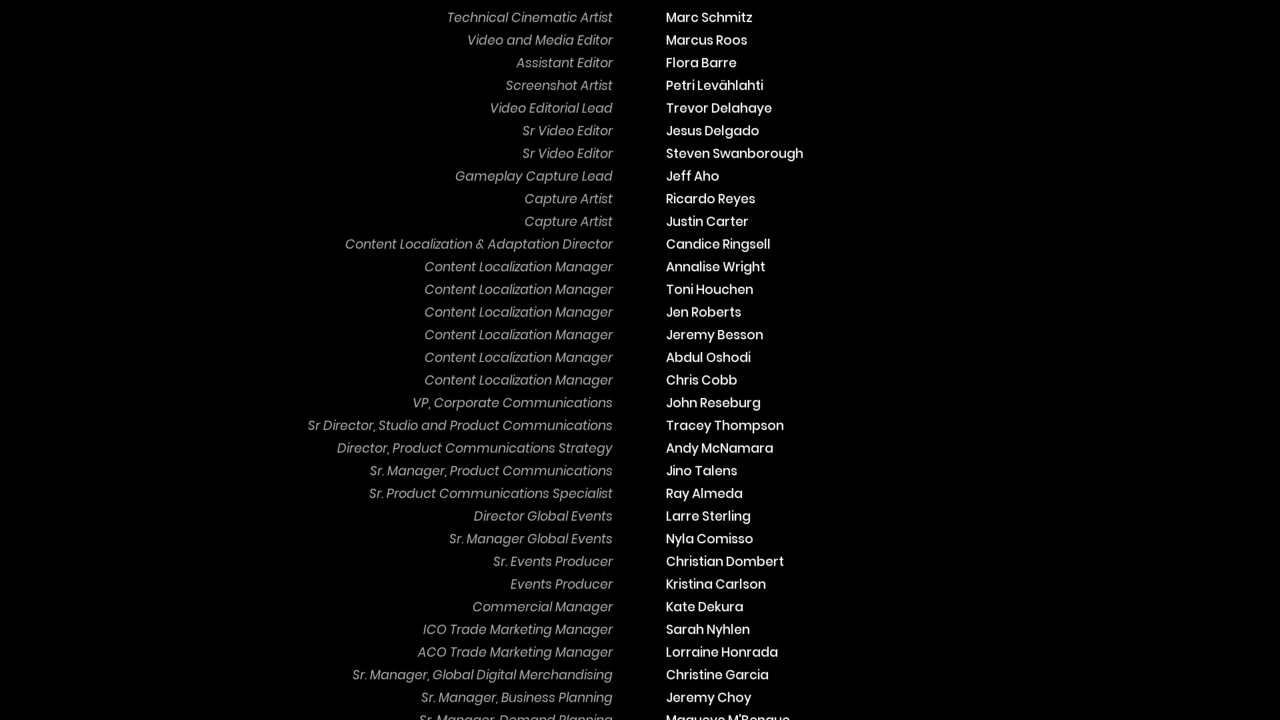 Technical Cinematic Artist Marc Schmitz
Video and Media Editor Marcus Roos
Assistant Editor Flora Barre
Screenshot Artist Petri Levählahti
Video Editorial Lead Trevor Delahaye
Sr Video Editor Jesus Delgado
Sr Video Editor Steven Swanborough
Gameplay Capture Lead Jeff Aho
Capture Artist Ricardo Reyes
Capture Artist Justin Carter
Content Localization & Adaptation Director Candice Ringsell
Content Localization Manager Annalise Wright
Content Localization Manager Toni Houchen
Content Localization Manager Jen Roberts
Content Localization Manager Jeremy Besson
Content Localization Manager Abdul Oshodi
Content Localization Manager Chris Cobb
VP, Corporate Communications John Reseburg
Sr Director, Studio and Product Communications Tracey Thompson
Director, Product Communications Strategy Andy McNamara
Sr. Manager, Product Communications Jino Talens
Sr. Product Communications Specialist Ray Almeda
Director Global Events Larre Sterling
Sr. Manager Global Events Nyla Comisso
Sr. Events Producer Christian Dombert
Events Producer Kristina Carlson
Commercial Manager Kate Dekura
ICO Trade Marketing Manager Sarah Nyhlen
ACO Trade Marketing Manager Lorraine Honrada
Sr. Manager, Global Digital Merchandising Christine Garcia
Sr. Manager, Business Planning Jeremy Choy
Sr. Manager, Demand Planning